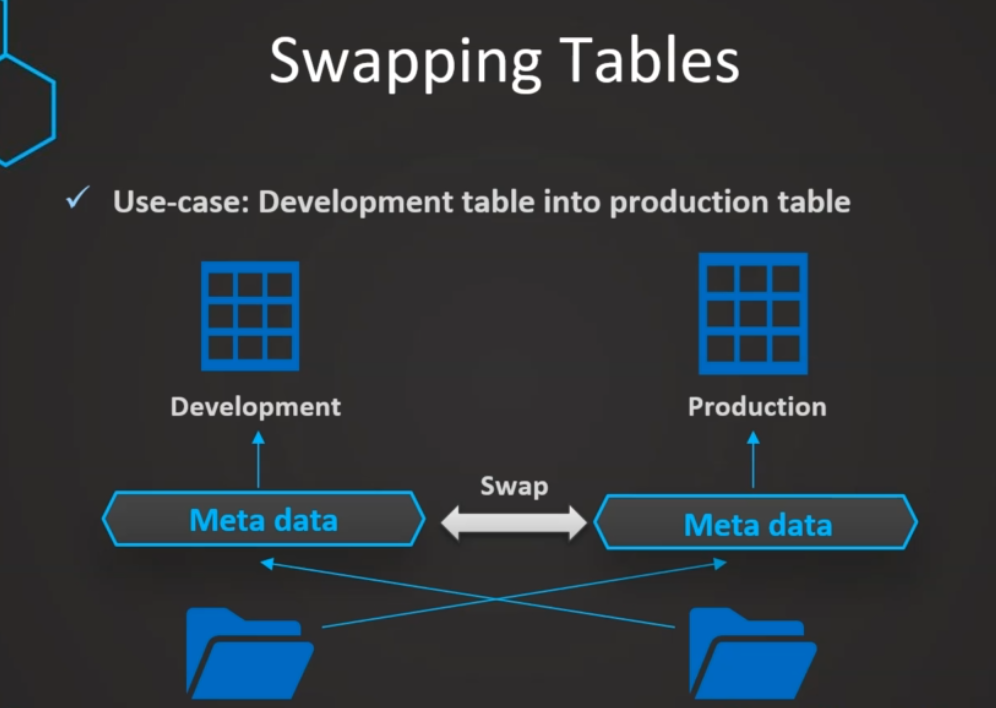 Swapping Tables
✓ Use-case: Development table into production table
Development
Production
Swap
Meta data
Meta data